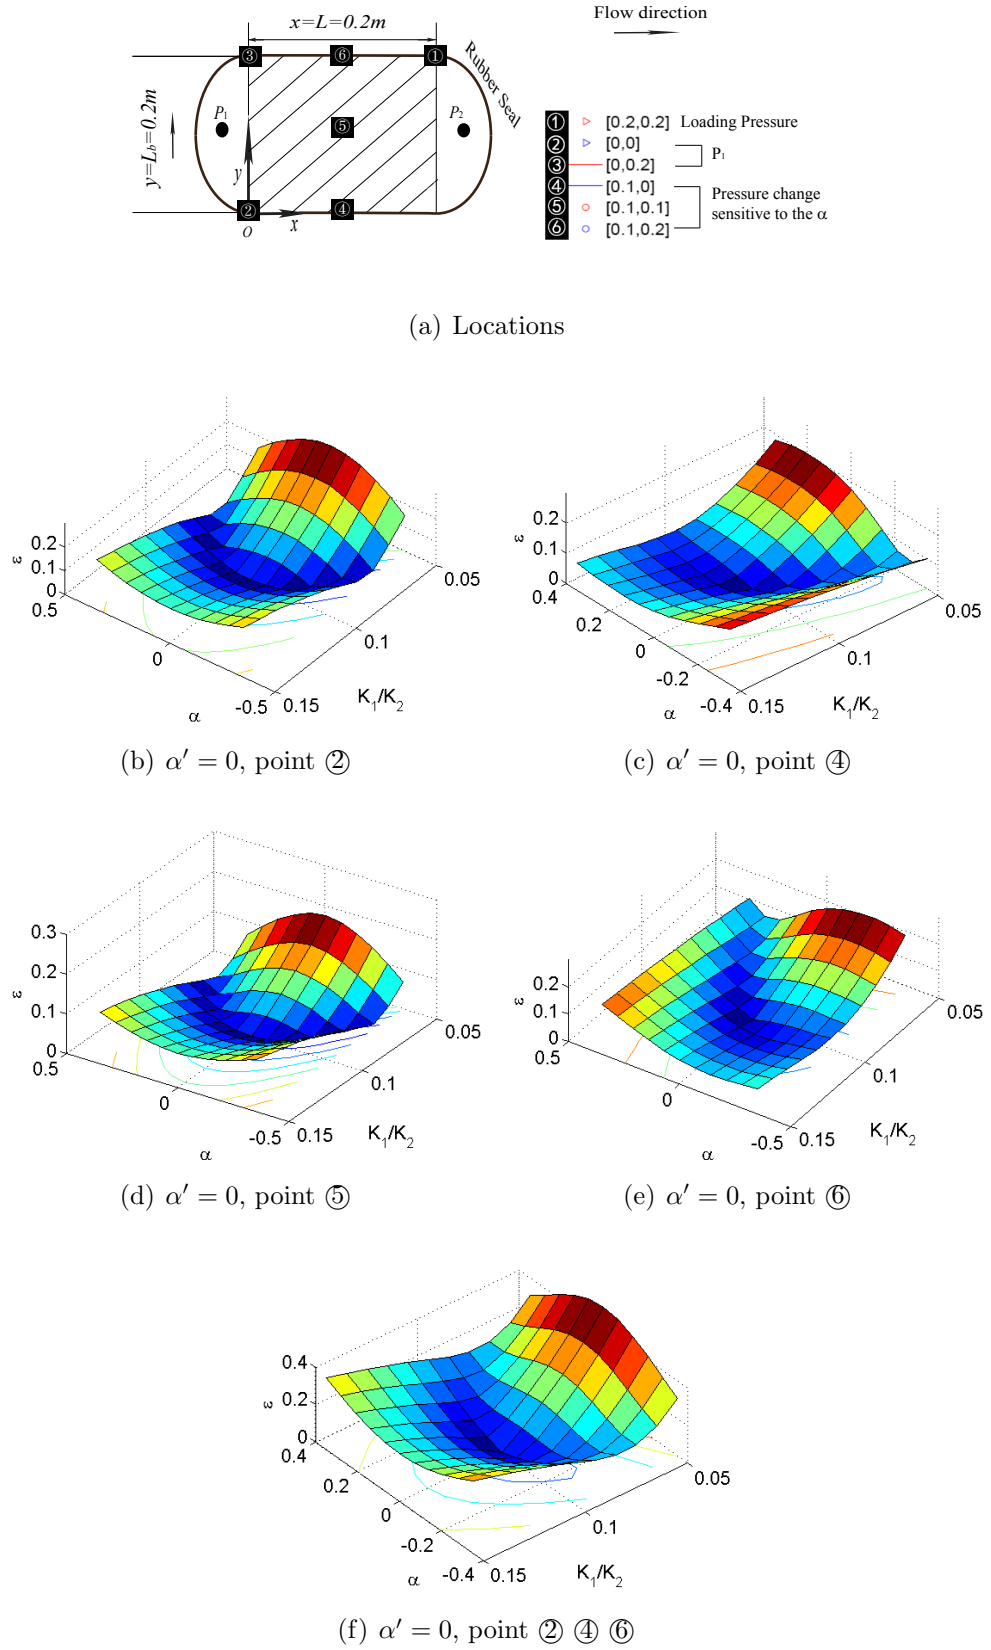 x=L=0.2m
Flow direction
③ ⑥ ①
Rubber Seal
y=L_b=0.2m
P₁
P₂
⑤
y
② ④
O
x
① [0.2,0.2] Loading Pressure
② [0,0]
③ [0,0.2]
P₁
④ [0.1,0]
⑤ [0.1,0.1]
⑥ [0.1,0.2]
Pressure change
sensitive to the α
(a) Locations
0.2
0.1
0
ε
0.5
0
-0.5
α
0.15
0.1
0.05
K₁/K₂
(b) α′ = 0, point ②
0.2
0.1
0
ε
0.4
0.2
0
-0.2
-0.4
α
0.15
0.1
0.05
K₁/K₂
(c) α′ = 0, point ④
0.3
0.2
0.1
0
ε
0.5
0
-0.5
α
0.15
0.1
0.05
K₁/K₂
(d) α′ = 0, point ⑤
0.2
0.1
0
ε
0.5
0
-0.5
α
0.15
0.1
0.05
K₁/K₂
(e) α′ = 0, point ⑥
0.4
0.2
0
ε
0.4
0.2
0
-0.2
-0.4
α
0.15
0.1
0.05
K₁/K₂
(f) α′ = 0, point ② ④ ⑥